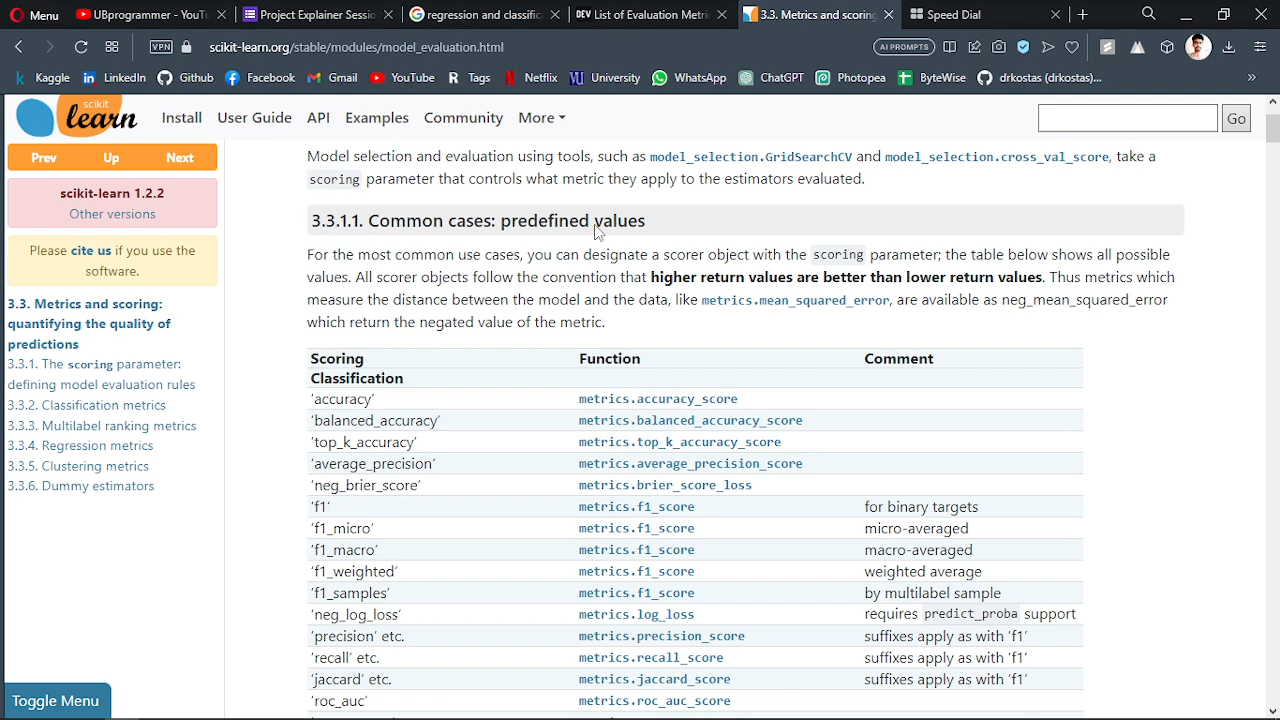 Menu
UBprogrammer - YouTu
Project Explainer Sessio
regression and classific
DEV List of Evaluation Metri
3.3. Metrics and scoring
Speed Dial
VPN scikit-learn.org/stable/modules/model_evaluation.html AI PROMPTS
Kaggle LinkedIn Github Facebook Gmail YouTube R Tags Netflix University WhatsApp ChatGPT Photopea ByteWise drkostas (drkostas)... »
scikit
learn Install User Guide API Examples Community More Go
Prev Up Next
scikit-learn 1.2.2
Other versions
Please cite us if you use the
software.
3.3. Metrics and scoring:
quantifying the quality of
predictions
3.3.1. The scoring parameter:
defining model evaluation rules
3.3.2. Classification metrics
3.3.3. Multilabel ranking metrics
3.3.4. Regression metrics
3.3.5. Clustering metrics
3.3.6. Dummy estimators
Toggle Menu
Model selection and evaluation using tools, such as model_selection.GridSearchCV and model_selection.cross_val_score, take a
scoring parameter that controls what metric they apply to the estimators evaluated.
3.3.1.1. Common cases: predefined values
For the most common use cases, you can designate a scorer object with the scoring parameter; the table below shows all possible
values. All scorer objects follow the convention that higher return values are better than lower return values. Thus metrics which
measure the distance between the model and the data, like metrics.mean_squared_error, are available as neg_mean_squared_error
which return the negated value of the metric.
Scoring Function Comment
Classification
'accuracy' metrics.accuracy_score
'balanced_accuracy' metrics.balanced_accuracy_score
'top_k_accuracy' metrics.top_k_accuracy_score
'average_precision' metrics.average_precision_score
'neg_brier_score' metrics.brier_score_loss
'f1' metrics.f1_score for binary targets
'f1_micro' metrics.f1_score micro-averaged
'f1_macro' metrics.f1_score macro-averaged
'f1_weighted' metrics.f1_score weighted average
'f1_samples' metrics.f1_score by multilabel sample
'neg_log_loss' metrics.log_loss requires predict_proba support
'precision' etc. metrics.precision_score suffixes apply as with 'f1'
'recall' etc. metrics.recall_score suffixes apply as with 'f1'
'jaccard' etc. metrics.jaccard_score suffixes apply as with 'f1'
'roc_auc' metrics.roc_auc_score